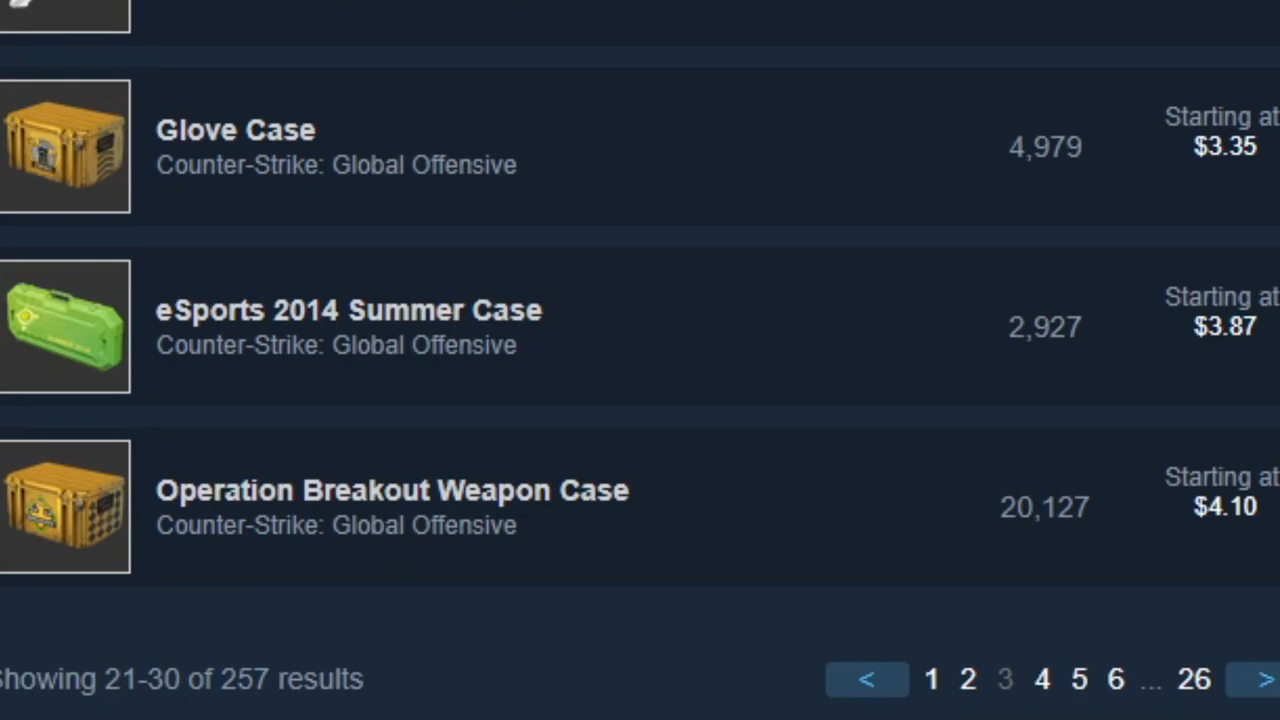 Glove Case
Counter-Strike: Global Offensive
4,979
Starting at
$3.35
eSports 2014 Summer Case
Counter-Strike: Global Offensive
2,927
Starting at
$3.87
Operation Breakout Weapon Case
Counter-Strike: Global Offensive
20,127
Starting at
$4.10
Showing 21-30 of 257 results
< 1 2 3 4 5 6 ... 26 >